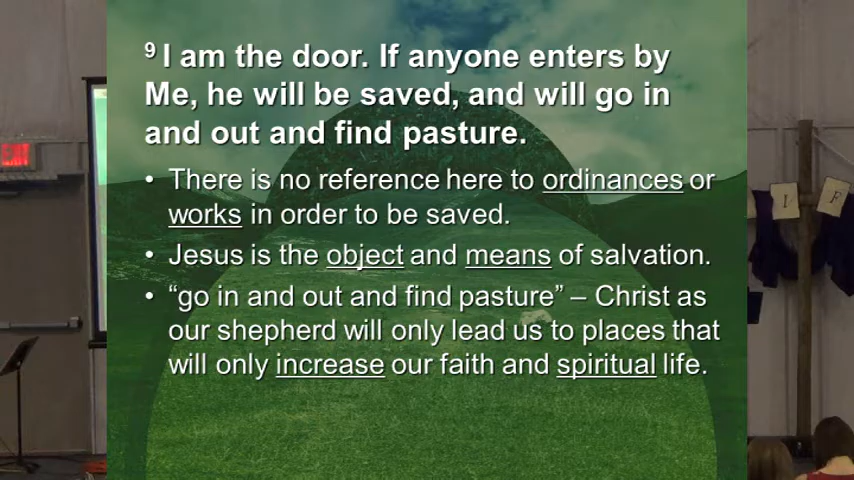 9 I am the door. If anyone enters by
Me, he will be saved, and will go in
and out and find pasture.
• There is no reference here to ordinances or
works in order to be saved.
• Jesus is the object and means of salvation.
• “go in and out and find pasture” – Christ as
our shepherd will only lead us to places that
will only increase our faith and spiritual life.
EXIT
V F